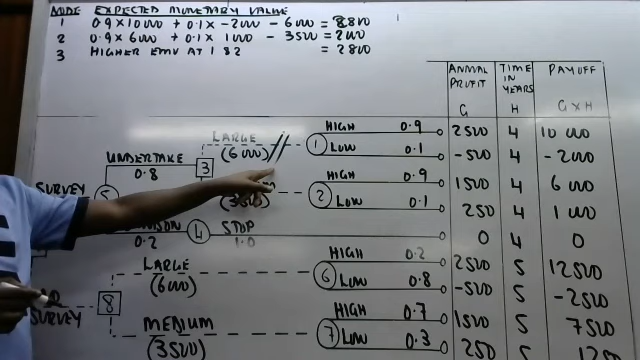 NODE EXPECTED MONETARY VALUE
1 0.9×10000 + 0.1×-2000 - 6000 = 8800
2 0.9×6000 + 0.1×1000 - 3500 = 2000
3 HIGHER EMV AT 1 & 2 = 2800
ANNUAL PROFIT G
TIME IN YEARS H
PAYOFF G×H
LARGE (6000)
1 HIGH 0.9 2500 4 10000
LOW 0.1 -500 4 -2000
UNDERTAKE 0.8 3
SURVEY 5
(3500)
2 HIGH 0.9 1500 4 6000
LOW 0.1 250 4 1000
0.2 4 STOP 1.0 0 4 0
LARGE (6000)
6 HIGH 0.2 2500 5 12500
LOW 0.8 -500 5 -2500
SURVEY 8
MEDIUM (3500)
7 HIGH 0.7 1500 5 7500
LOW 0.3 250 5